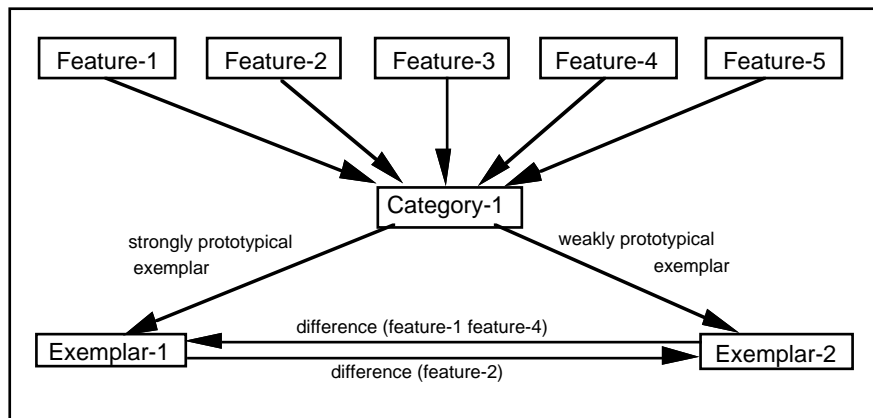 Feature-1
Feature-2
Feature-3
Feature-4
Feature-5
Category-1
strongly prototypical
exemplar
weakly prototypical
exemplar
difference (feature-1 feature-4)
Exemplar-1
Exemplar-2
difference (feature-2)